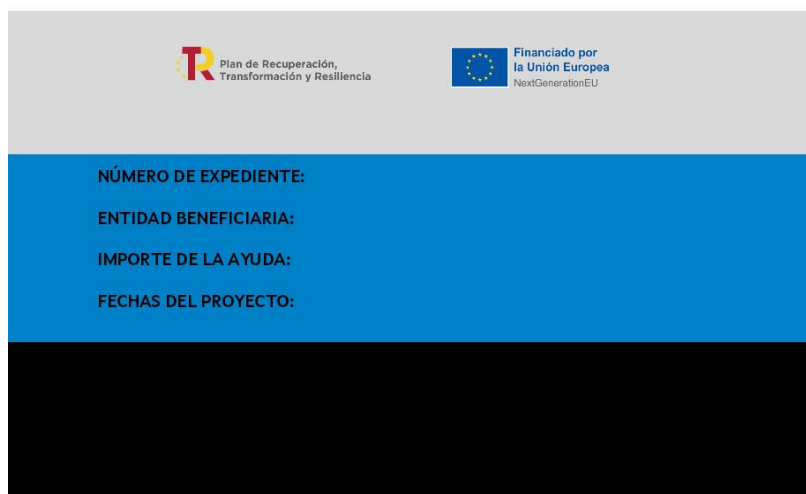 Plan de Recuperación,
Transformación y Resiliencia
Financiado por
la Unión Europea
NextGenerationEU
NÚMERO DE EXPEDIENTE:
ENTIDAD BENEFICIARIA:
IMPORTE DE LA AYUDA:
FECHAS DEL PROYECTO: